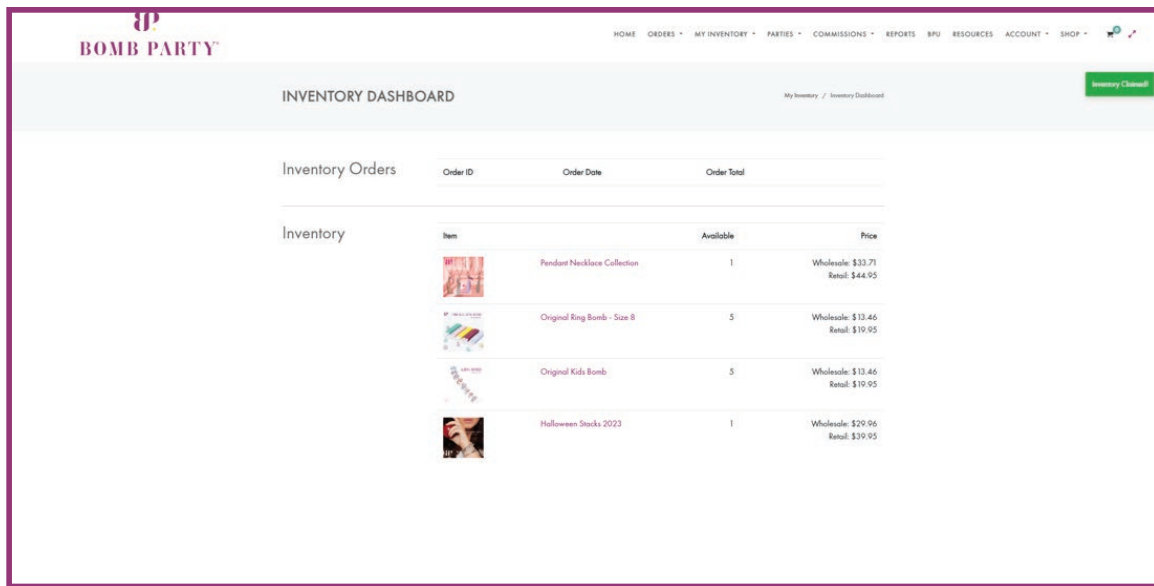 BP
BOMB PARTY
HOME ORDERS MY INVENTORY PARTIES COMMISSIONS REPORTS BPU RESOURCES ACCOUNT SHOP
0
INVENTORY DASHBOARD
My Inventory / Inventory Dashboard
Inventory Claimed!
Inventory Orders
Order ID Order Date Order Total
Inventory
Item Available Price
Pendant Necklace Collection 1 Wholesale: $33.71
Retail: $44.95
Original Ring Bomb - Size 8 5 Wholesale: $13.46
Retail: $19.95
Original Kids Bomb 5 Wholesale: $13.46
Retail: $19.95
Halloween Stacks 2023 1 Wholesale: $29.96
Retail: $39.95